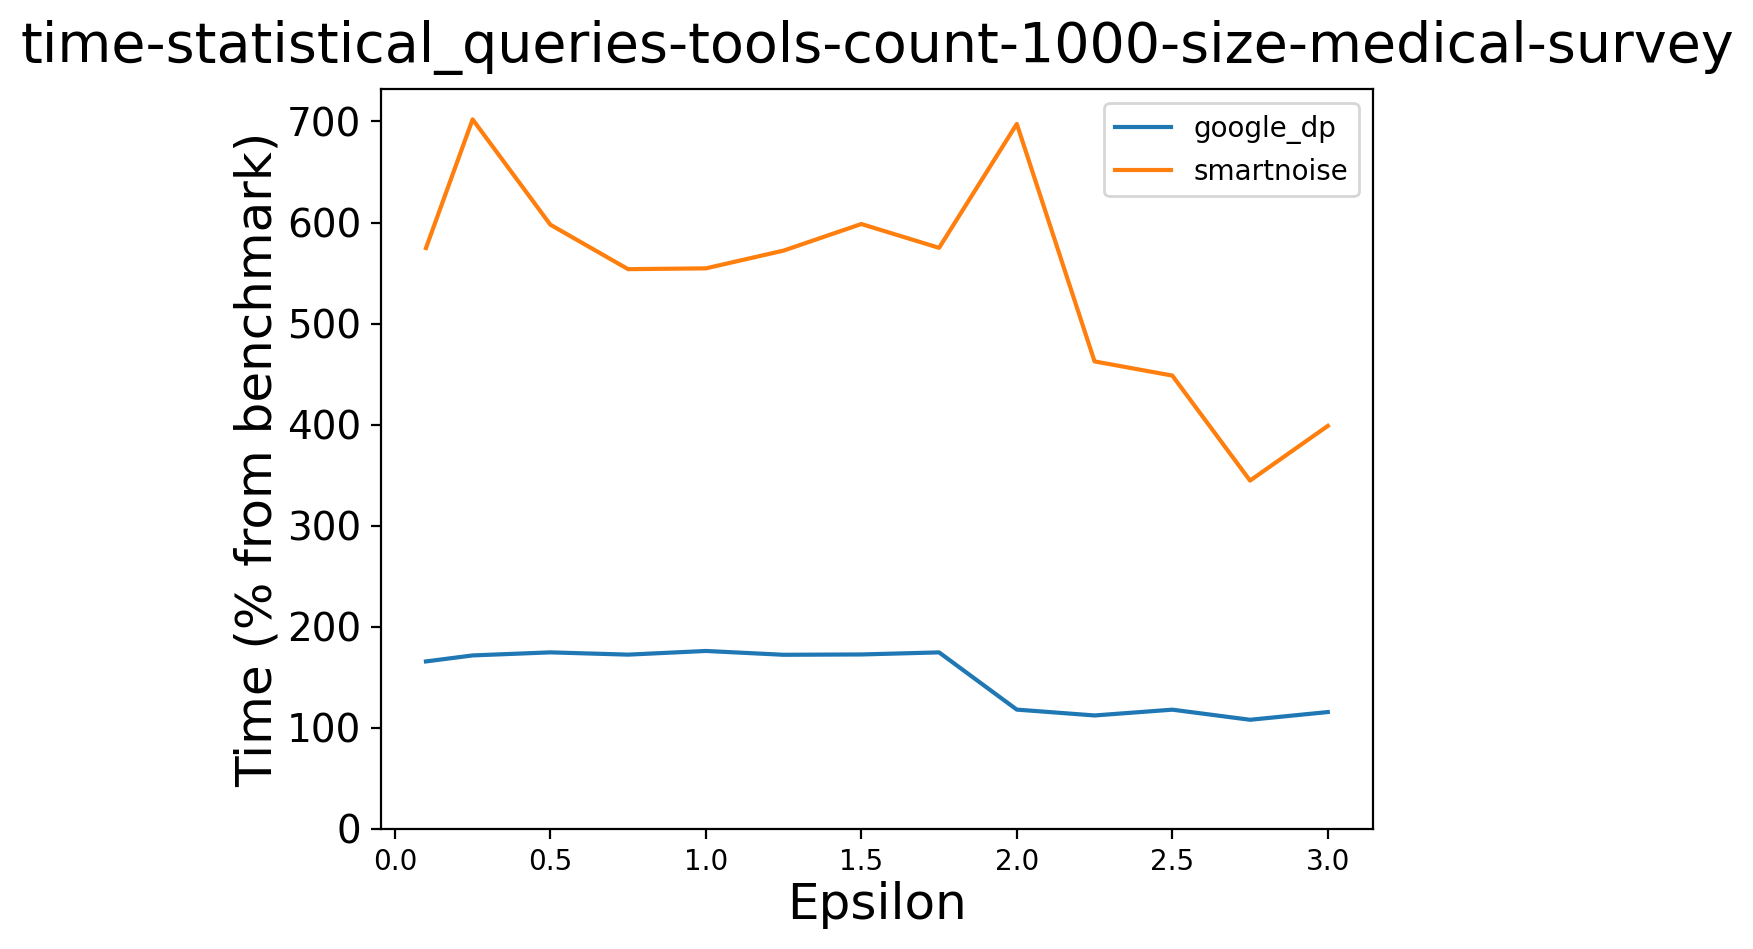 time-statistical_queries-tools-count-1000-size-medical-survey
google_dp
smartnoise
Time (% from benchmark)
700
600
500
400
300
200
100
0
0.0 0.5 1.0 1.5 2.0 2.5 3.0
Epsilon